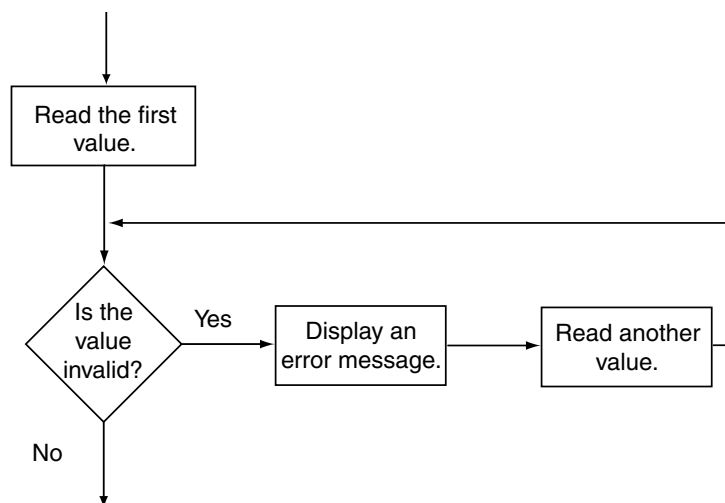 Read the first
value.
Is the
value
invalid?
Yes
Display an
error message.
Read another
value.
No